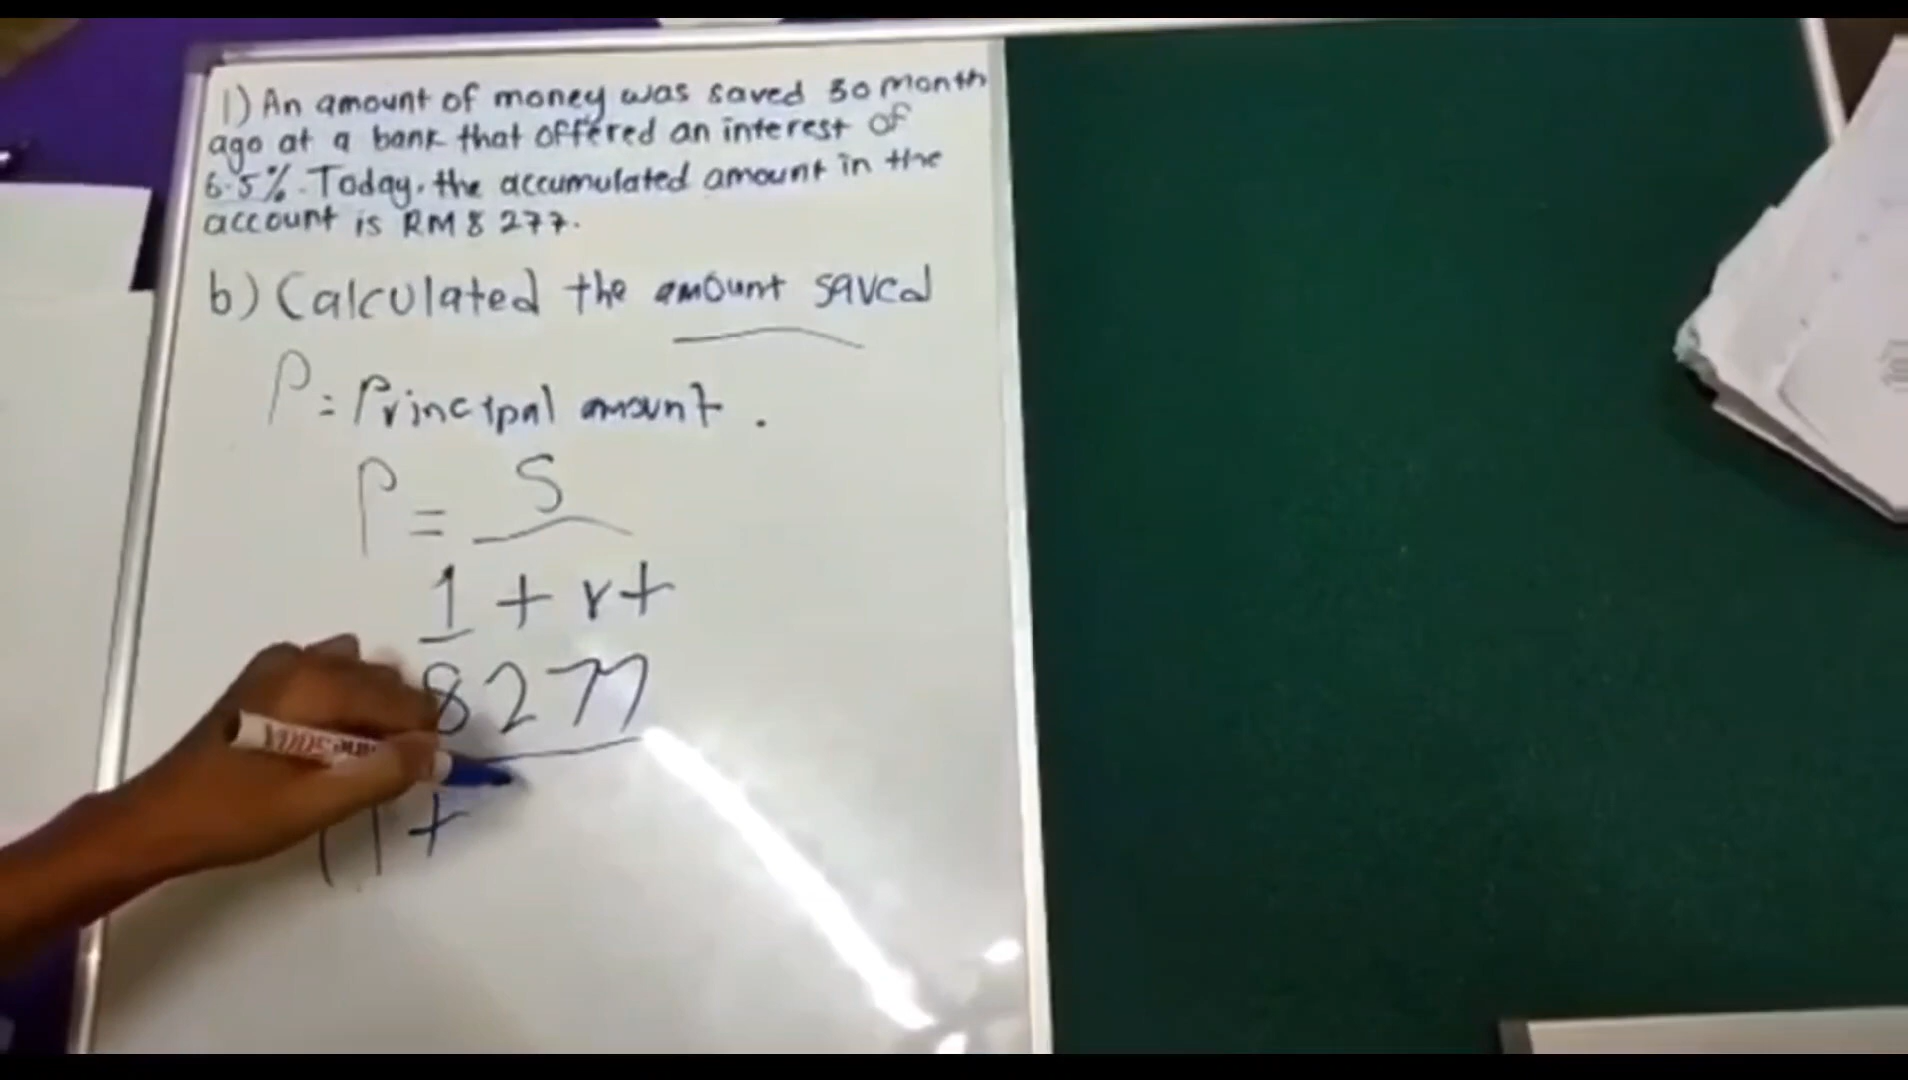 1) An amount of money was saved 30 month
ago at a bank that offered an interest of
6.5%. Today, the accumulated amount in the
account is RM 8 277.
b) Calculated the amount saved
P = Principal amount.
P = S
1 + rt
8277
(1 +